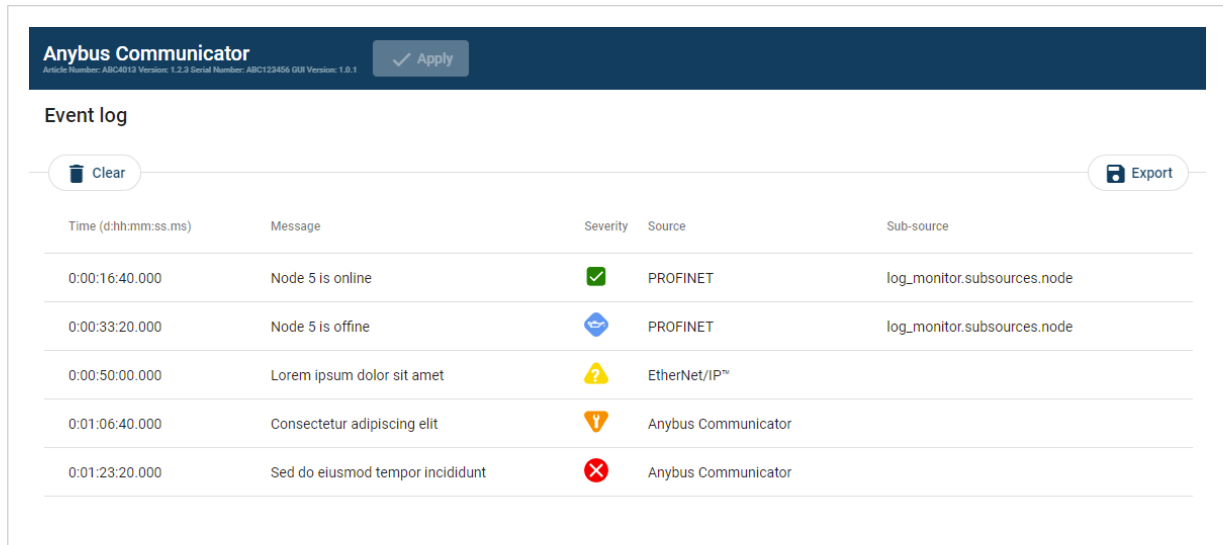 Anybus Communicator
Article Number: ABC4013 Version: 1.2.3 Serial Number: ABC123456 GUI Version: 1.0.1
Apply
Event log
Clear
Export
Time (d:hh:mm:ss.ms) Message Severity Source Sub-source
0:00:16:40.000 Node 5 is online PROFINET log_monitor.subsources.node
0:00:33:20.000 Node 5 is offine PROFINET log_monitor.subsources.node
0:00:50:00.000 Lorem ipsum dolor sit amet ? EtherNet/IP™
0:01:06:40.000 Consectetur adipiscing elit Anybus Communicator
0:01:23:20.000 Sed do eiusmod tempor incididunt Anybus Communicator